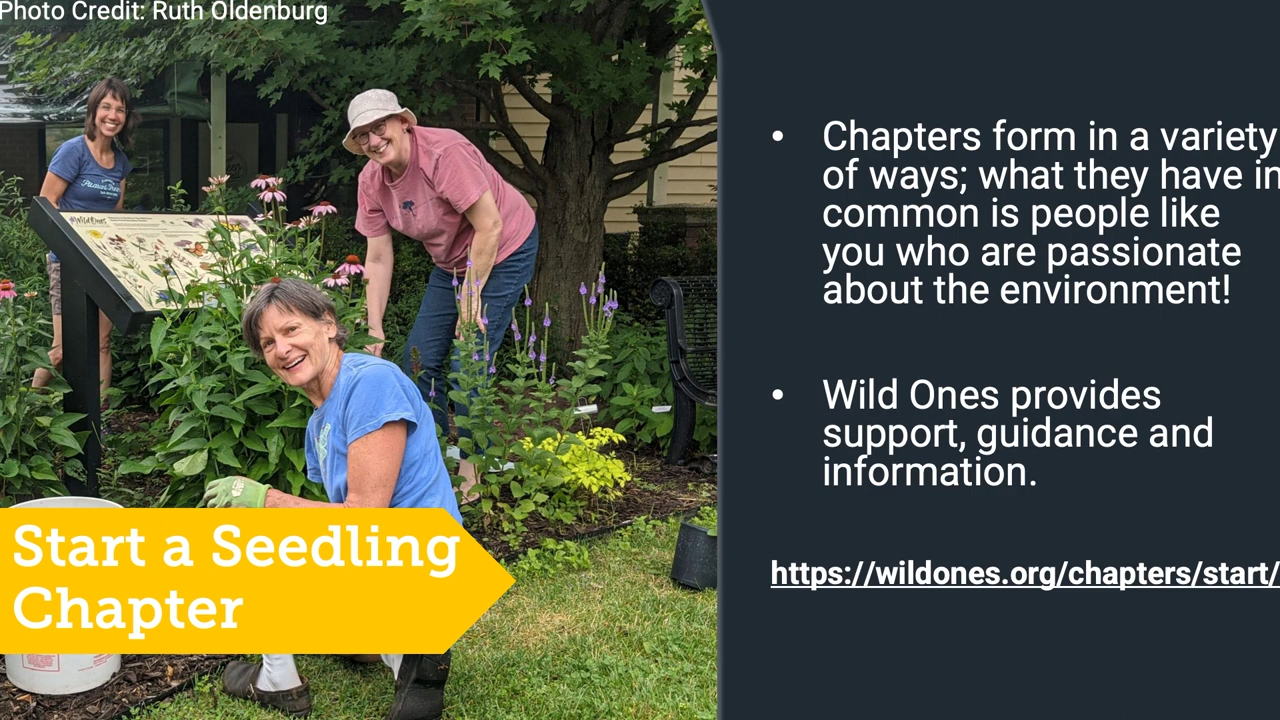 Photo Credit: Ruth Oldenburg
Wild Ones
Start a Seedling
Chapter
• Chapters form in a variety
of ways; what they have in
common is people like
you who are passionate
about the environment!
• Wild Ones provides
support, guidance and
information.
https://wildones.org/chapters/start/